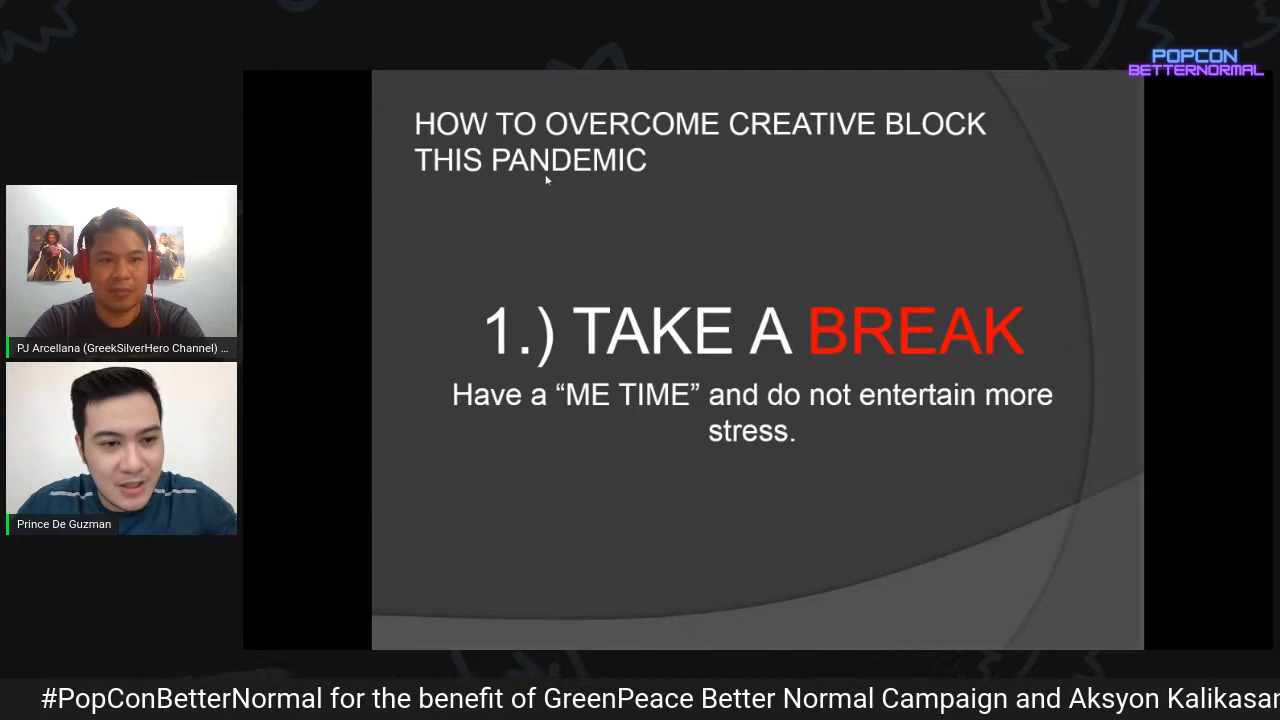 POPCON
BETTERNORMAL
HOW TO OVERCOME CREATIVE BLOCK
THIS PANDEMIC
1.) TAKE A BREAK
Have a “ME TIME” and do not entertain more
stress.
PJ Arcellana (GreekSilverHero Channel) ...
Prince De Guzman
#PopConBetterNormal for the benefit of GreenPeace Better Normal Campaign and Aksyon Kalikasan